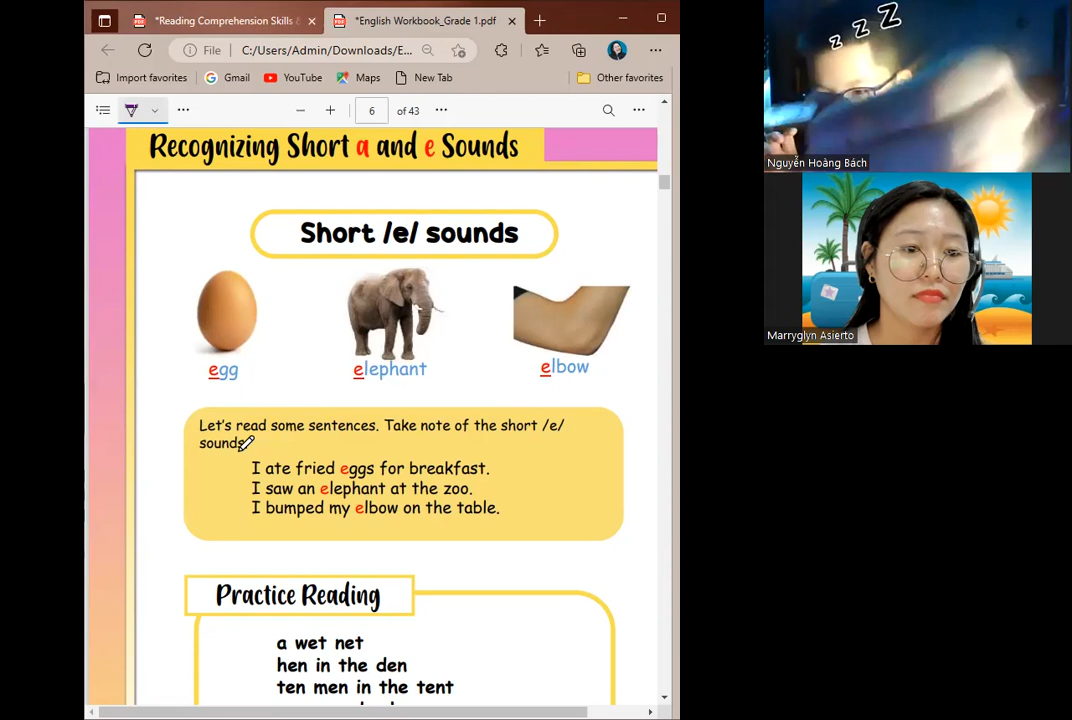 *Reading Comprehension Skills
*English Workbook_Grade 1.pdf
File
C:/Users/Admin/Downloads/E...
Import favorites
Gmail
YouTube
Maps
New Tab
Other favorites
6 of 43
Recognizing Short a and e Sounds
Short /e/ sounds
egg
elephant
elbow
Let's read some sentences. Take note of the short /e/
sounds
I ate fried eggs for breakfast.
I saw an elephant at the zoo.
I bumped my elbow on the table.
Practice Reading
a wet net
hen in the den
ten men in the tent
z z Z
Nguyễn Hoàng Bách
Marryglyn Asierto